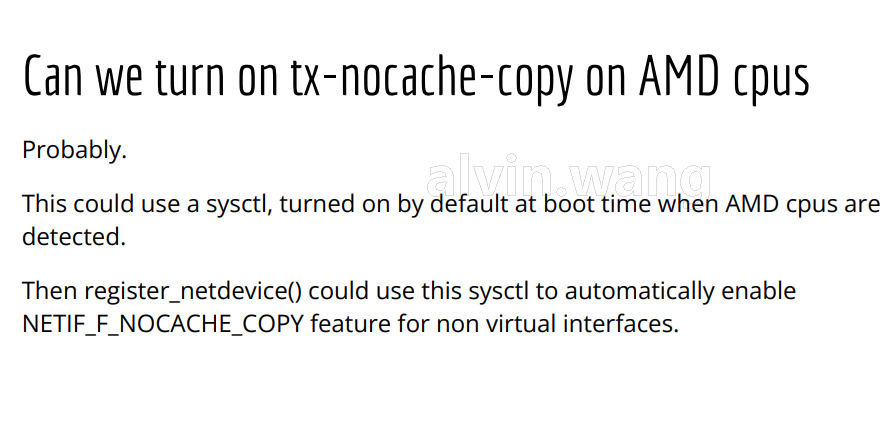 Can we turn on tx-nocache-copy on AMD cpus
Probably.
alvin.wang
This could use a sysctl, turned on by default at boot time when AMD cpus are
detected.
Then register_netdevice() could use this sysctl to automatically enable
NETIF_F_NOCACHE_COPY feature for non virtual interfaces.